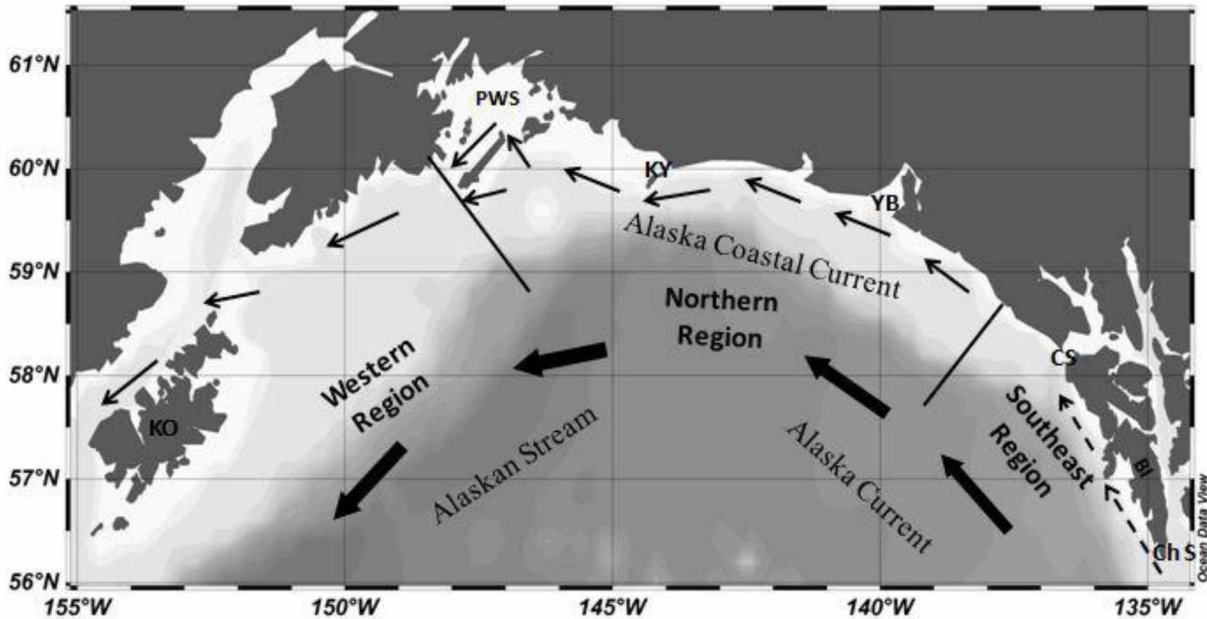 61°N
60°N
59°N
58°N
57°N
56°N
155°W
150°W
145°W
140°W
135°W
PWS
KY
YB
CS
KO
BI
Ch S
Alaska Coastal Current
Northern
Region
Western
Region
Southeast
Region
Alaskan Stream
Alaska Current
Ocean Data View